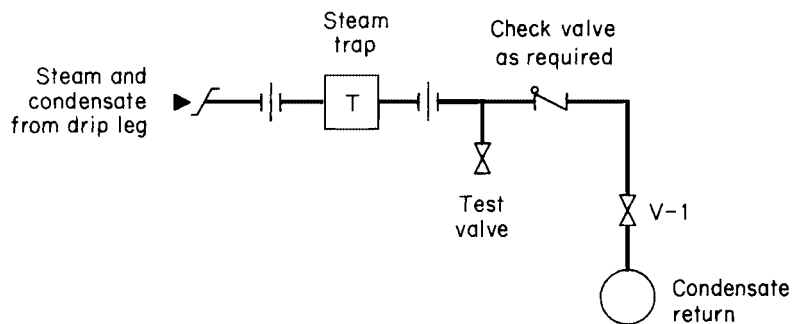 Steam
trap
Check valve
as required
Steam and
condensate
from drip leg
T
Test
valve
V-1
Condensate
return